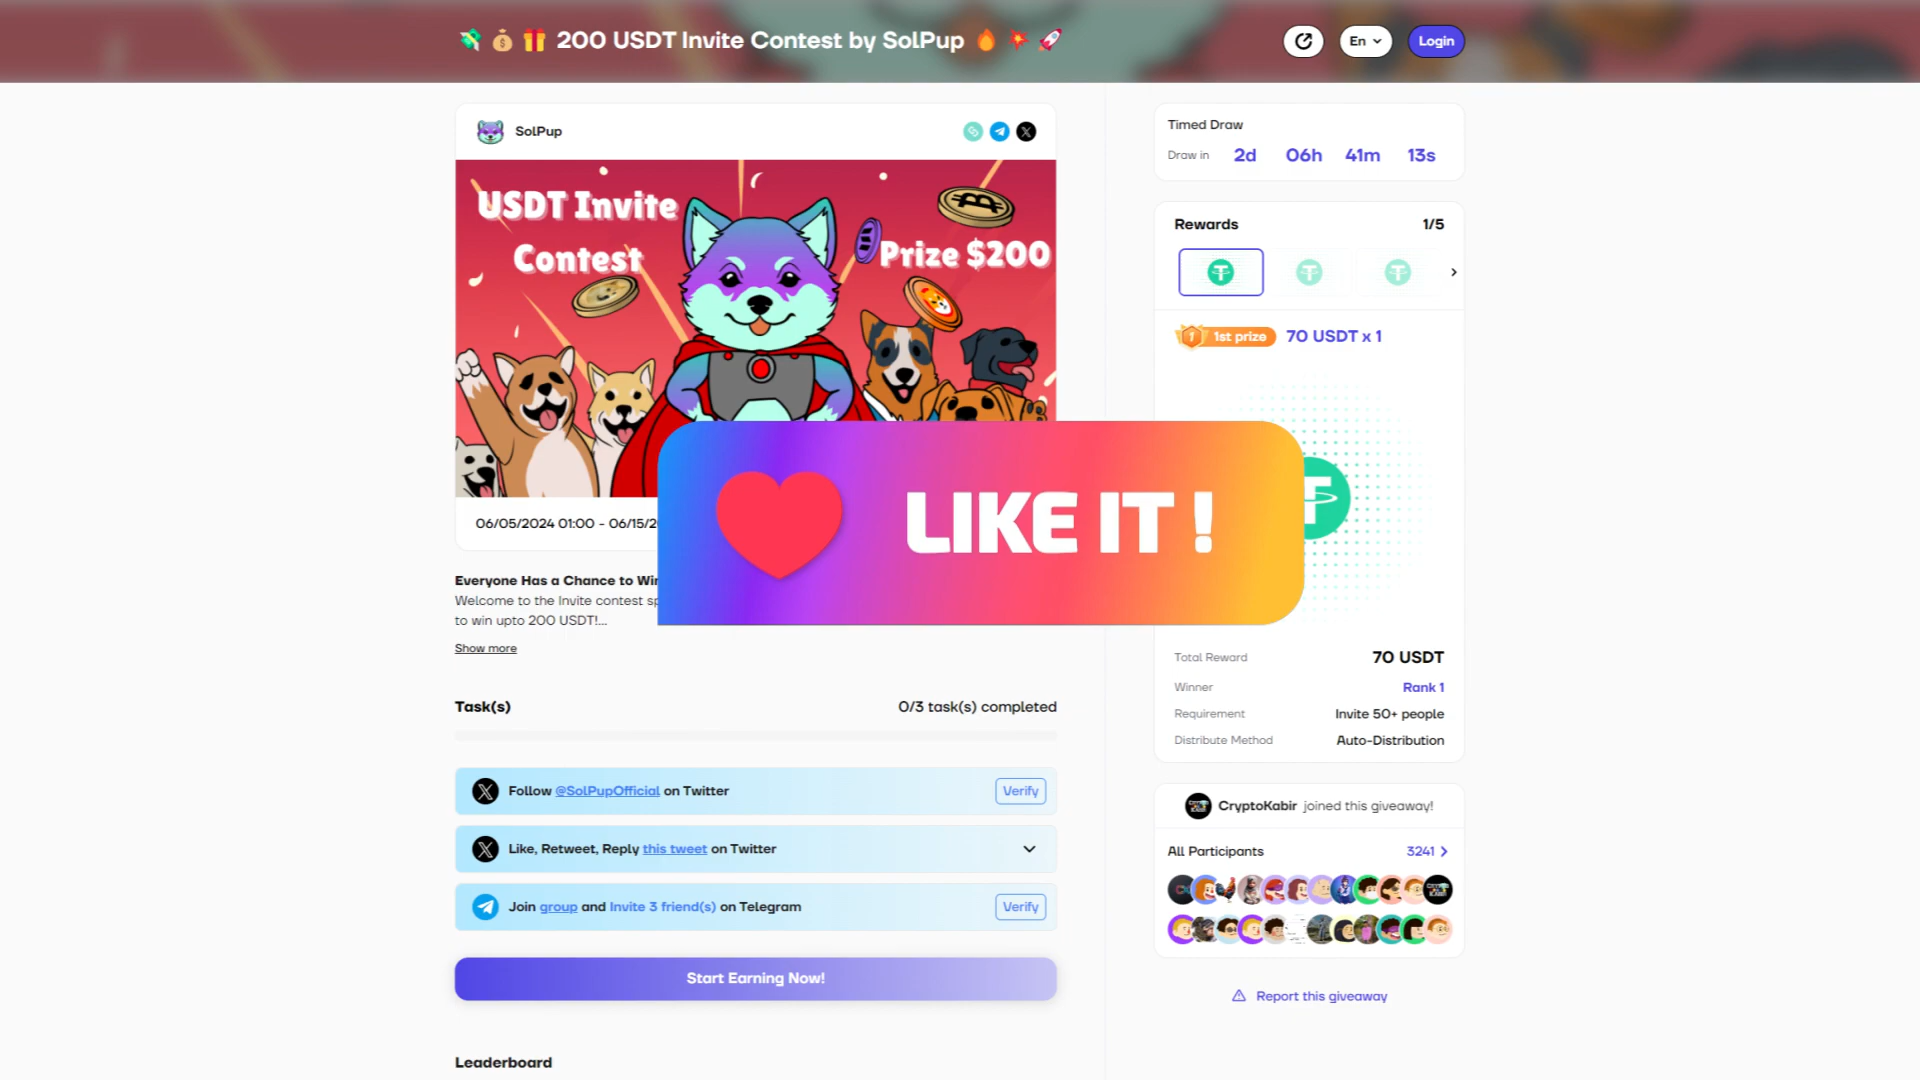 200 USDT Invite Contest by SolPup
En
Login
SolPup
USDT Invite
Contest
Prize $200
06/05/2024 01:00 - 06/15/2
Everyone Has a Chance to Win
Welcome to the Invite contest
to win upto 200 USDT!...
Show more
LIKE IT !
Task(s)
0/3 task(s) completed
Follow @SolPupOfficial on Twitter
Verify
Like, Retweet, Reply this tweet on Twitter
Join group and Invite 3 friend(s) on Telegram
Verify
Start Earning Now!
Leaderboard
Timed Draw
Draw in 2d 06h 41m 13s
Rewards 1/5
1 1st prize 70 USDT x 1
Total Reward 70 USDT
Winner Rank 1
Requirement Invite 50+ people
Distribute Method Auto-Distribution
CryptoKabir joined this giveaway!
All Participants 3241
Report this giveaway